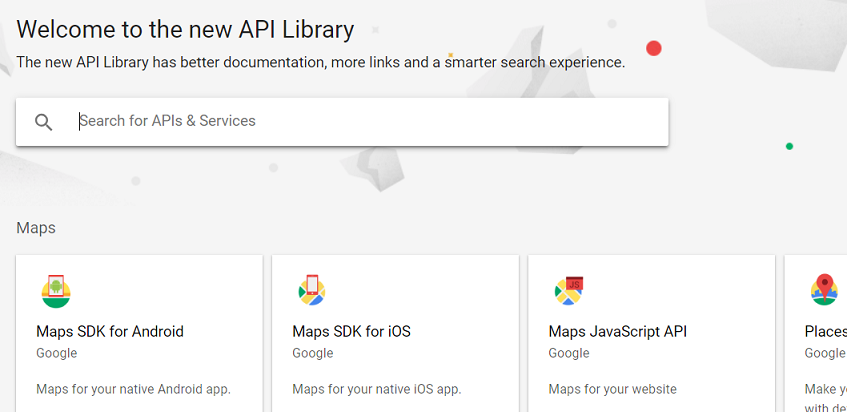 Welcome to the new API Library
The new API Library has better documentation, more links and a smarter search experience.
Search for APIs & Services
Maps
JS
Maps SDK for Android
Google
Maps for your native Android app.
Maps SDK for iOS
Google
Maps for your native iOS app.
Maps JavaScript API
Google
Maps for your website
Places
Google
Make
with de